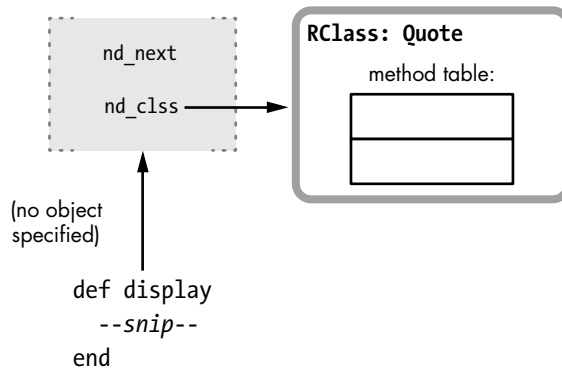 nd_next
nd_clss
RClass: Quote
method table:
(no object
specified)
def display
--snip--
end